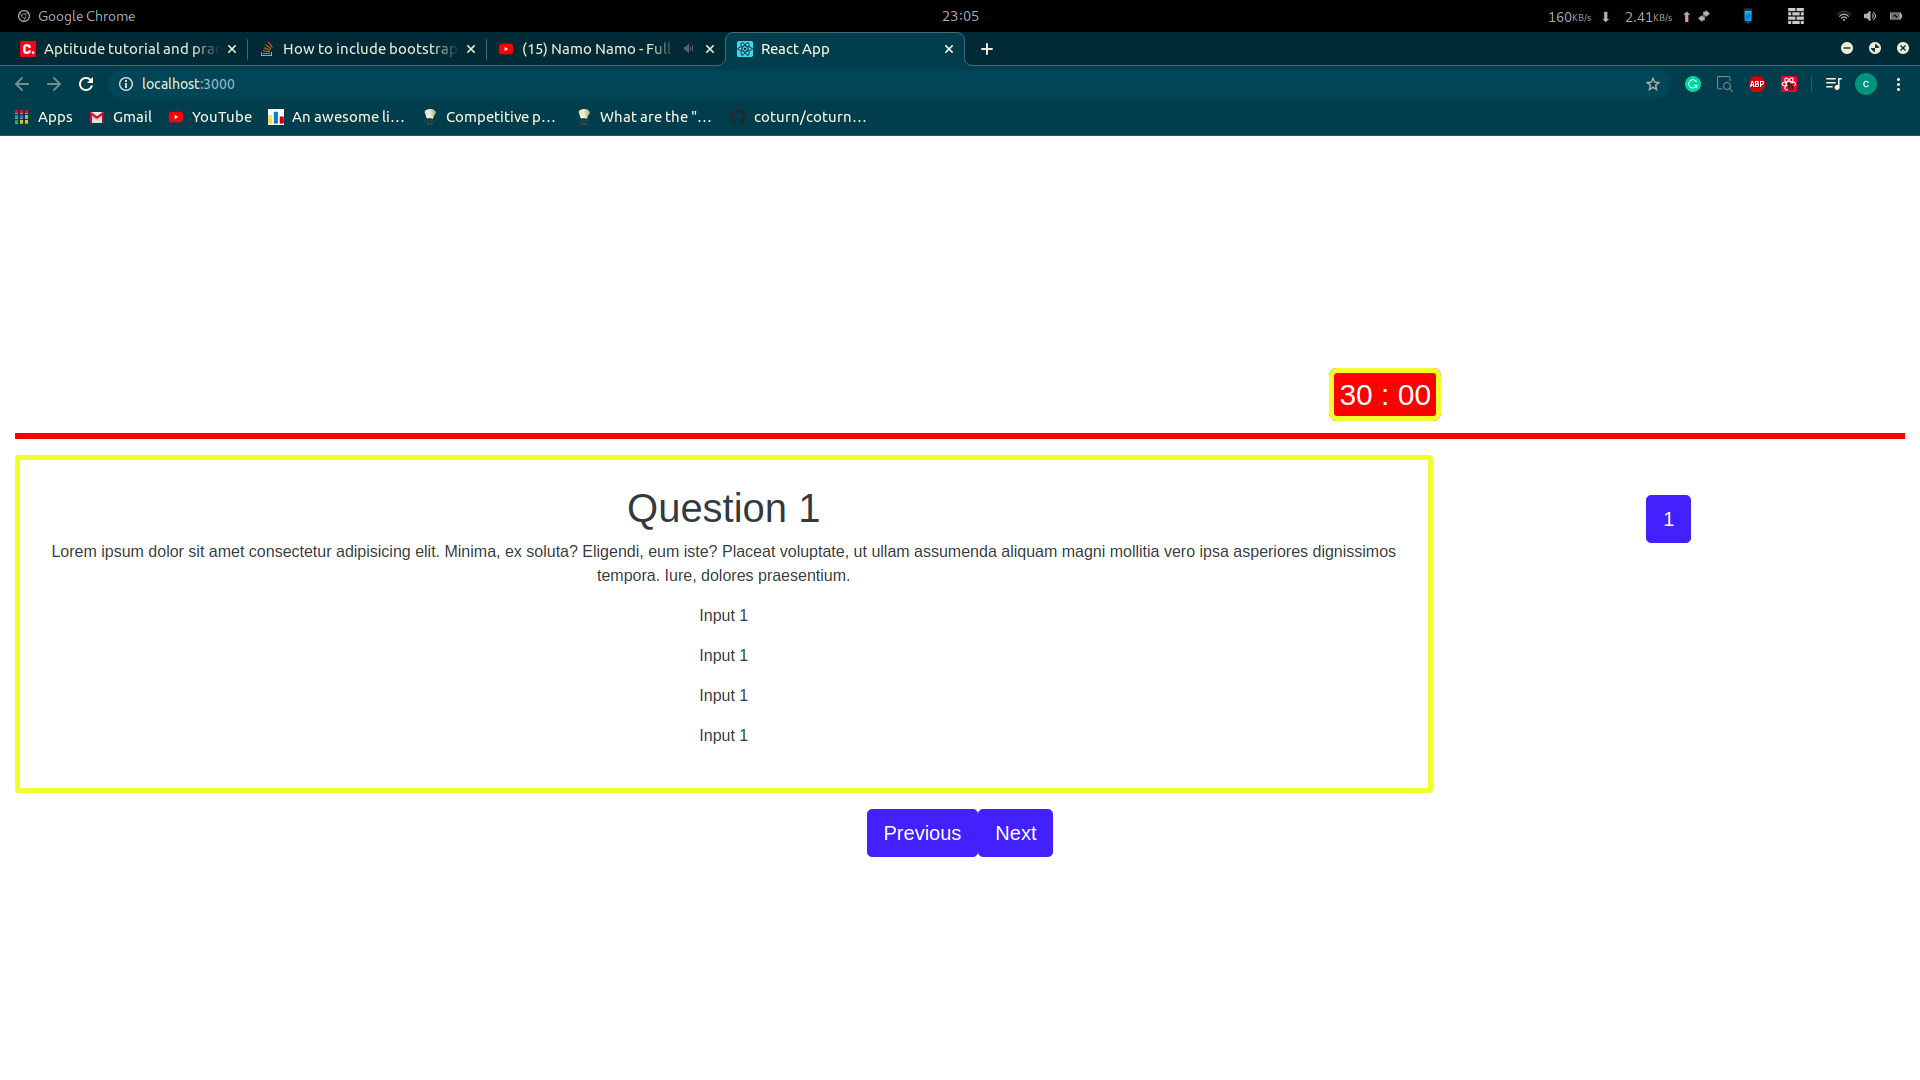 Google Chrome
23:05
160KB/s 2.41KB/s
Aptitude tutorial and prac
How to include bootstrap
(15) Namo Namo - Full
React App
localhost:3000
ABP
c
Apps
Gmail
YouTube
An awesome li...
Competitive p...
What are the "...
coturn/coturn...
30 : 00
Question 1
1
Lorem ipsum dolor sit amet consectetur adipisicing elit. Minima, ex soluta? Eligendi, eum iste? Placeat voluptate, ut ullam assumenda aliquam magni mollitia vero ipsa asperiores dignissimos
tempora. Iure, dolores praesentium.
Input 1
Input 1
Input 1
Input 1
Previous
Next